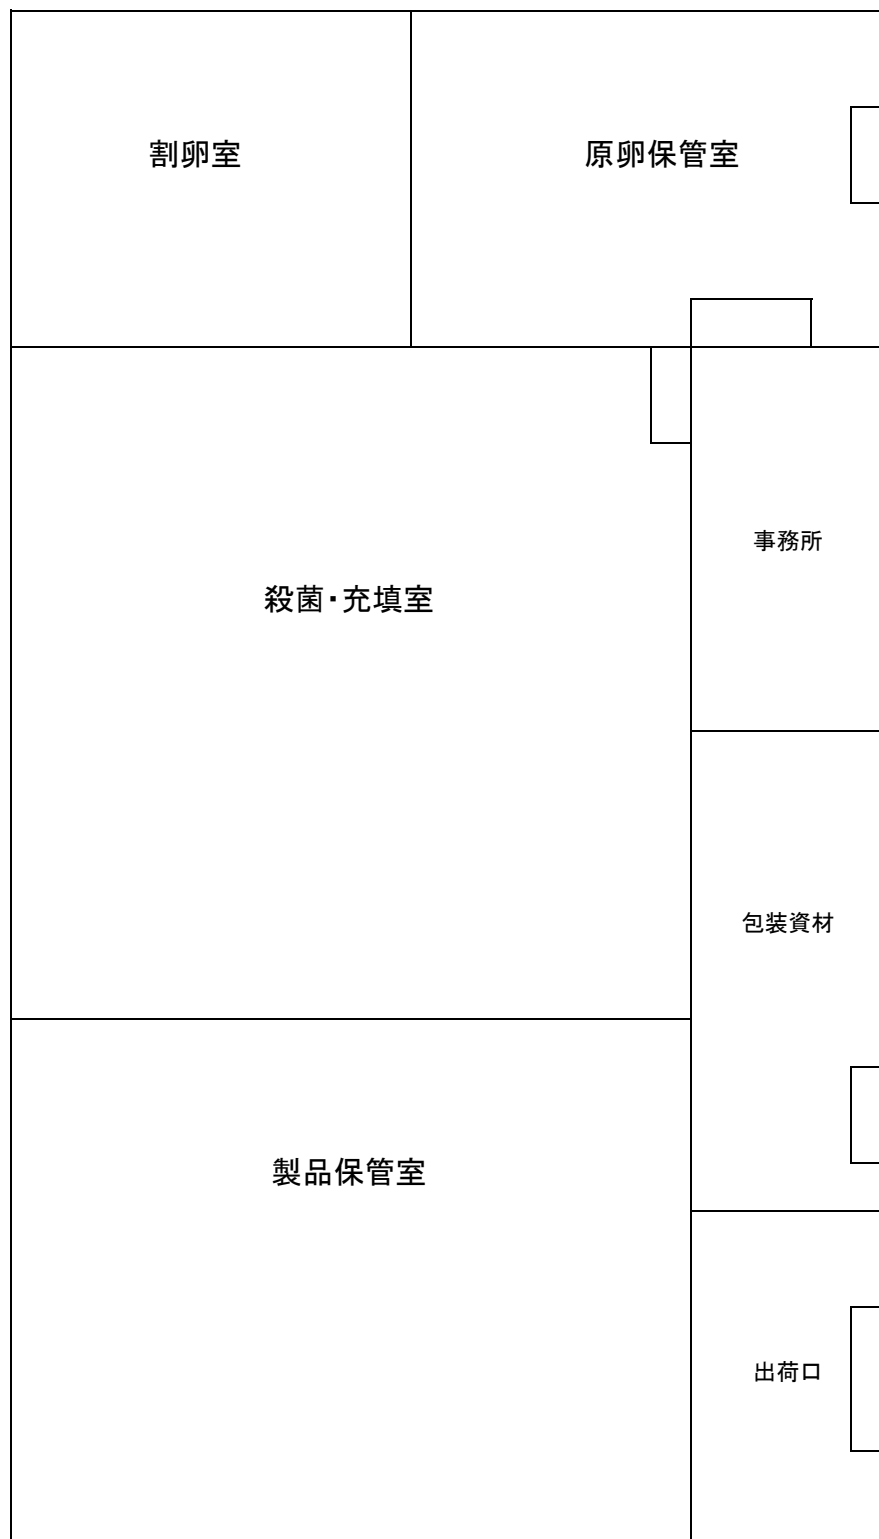 割卵室
原卵保管室
事務所
殺菌・充填室
包装資材
製品保管室
出荷口